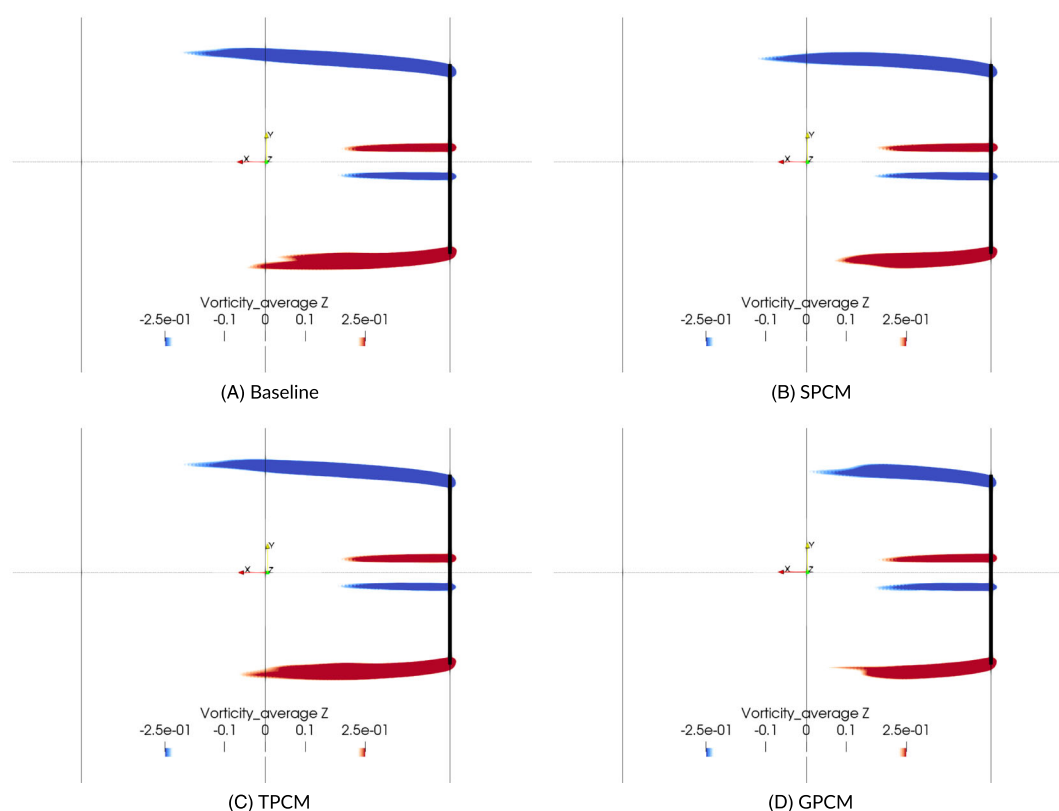 Y
X
Z
Vorticity_average Z
-2.5e-01 -0.1 0 0.1 2.5e-01
(A) Baseline
Y
X
Z
Vorticity_average Z
-2.5e-01 -0.1 0 0.1 2.5e-01
(B) SPCM
Y
X
Z
Vorticity_average Z
-2.5e-01 -0.1 0 0.1 2.5e-01
(C) TPCM
Y
X
Z
Vorticity_average Z
-2.5e-01 -0.1 0 0.1 2.5e-01
(D) GPCM